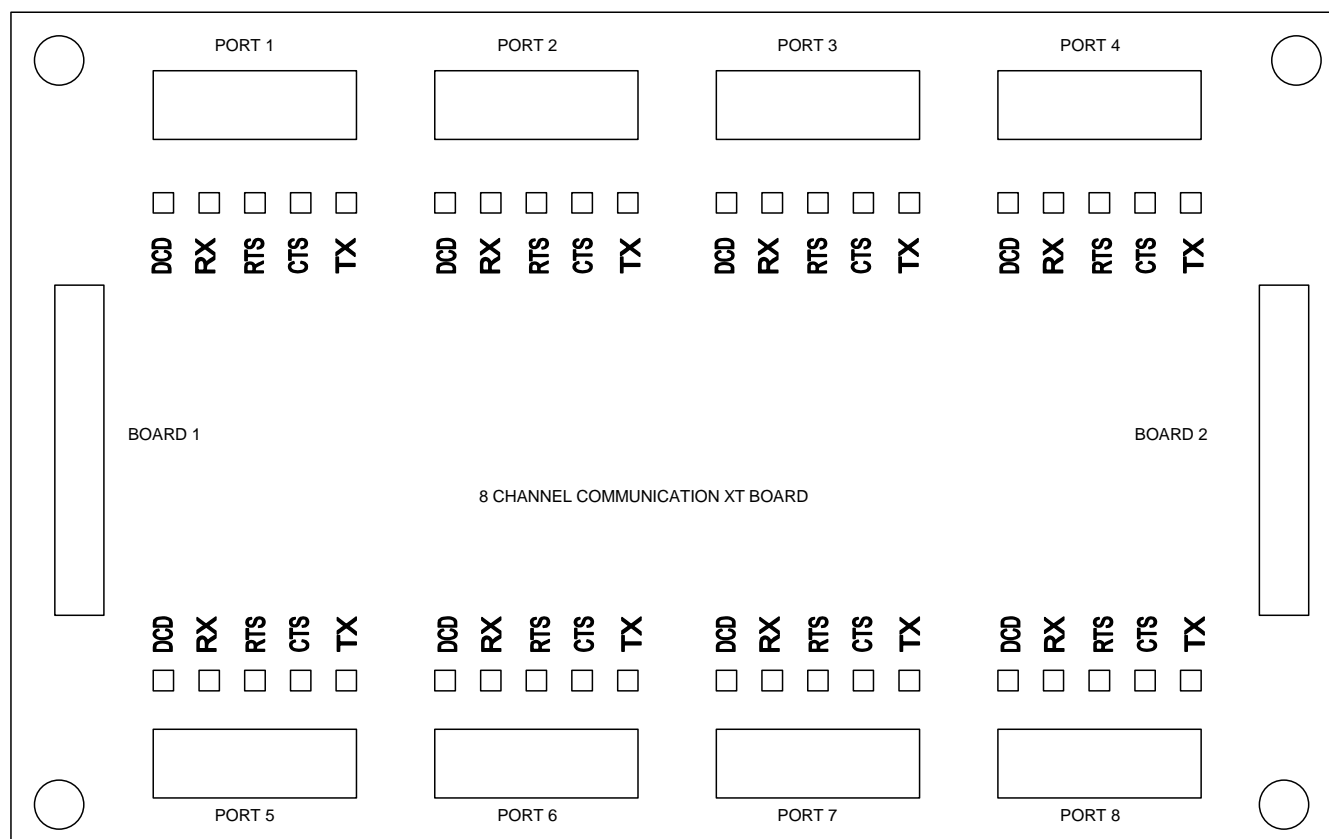 PORT 1 PORT 2 PORT 3 PORT 4
DCD RX RTS CTS TX DCD RX RTS CTS TX DCD RX RTS CTS TX DCD RX RTS CTS TX
BOARD 1 BOARD 2
8 CHANNEL COMMUNICATION XT BOARD
DCD RX RTS CTS TX DCD RX RTS CTS TX DCD RX RTS CTS TX DCD RX RTS CTS TX
PORT 5 PORT 6 PORT 7 PORT 8